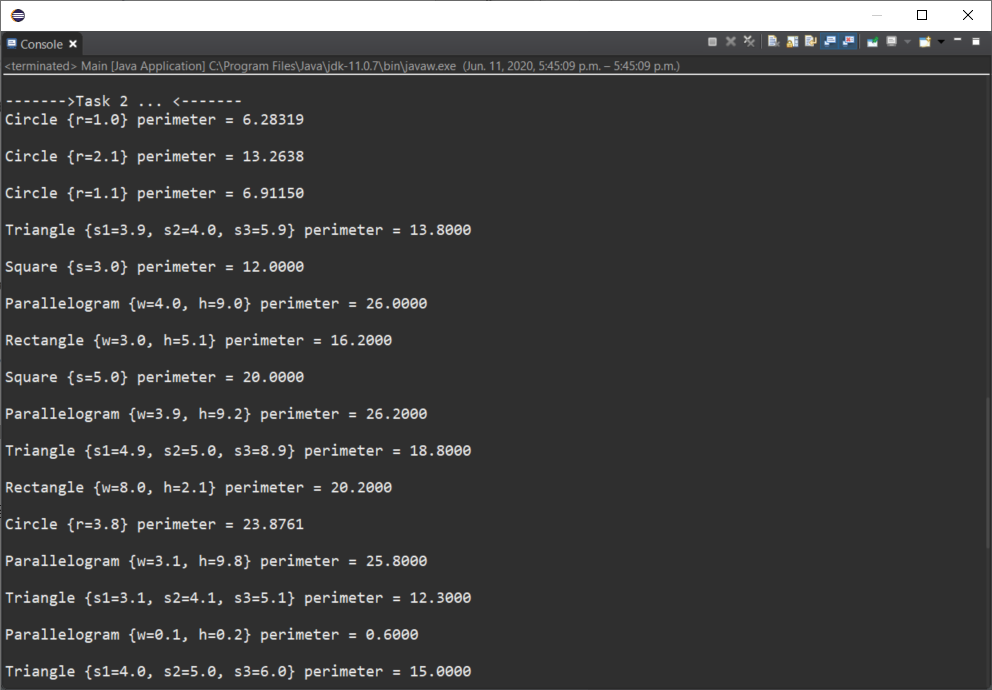 Console
<terminated> Main [Java Application] C:\Program Files\Java\jdk-11.0.7\bin\javaw.exe (Jun. 11, 2020, 5:45:09 p.m. – 5:45:09 p.m.)
------->Task 2 ... <-------
Circle {r=1.0} perimeter = 6.28319
Circle {r=2.1} perimeter = 13.2638
Circle {r=1.1} perimeter = 6.91150
Triangle {s1=3.9, s2=4.0, s3=5.9} perimeter = 13.8000
Square {s=3.0} perimeter = 12.0000
Parallelogram {w=4.0, h=9.0} perimeter = 26.0000
Rectangle {w=3.0, h=5.1} perimeter = 16.2000
Square {s=5.0} perimeter = 20.0000
Parallelogram {w=3.9, h=9.2} perimeter = 26.2000
Triangle {s1=4.9, s2=5.0, s3=8.9} perimeter = 18.8000
Rectangle {w=8.0, h=2.1} perimeter = 20.2000
Circle {r=3.8} perimeter = 23.8761
Parallelogram {w=3.1, h=9.8} perimeter = 25.8000
Triangle {s1=3.1, s2=4.1, s3=5.1} perimeter = 12.3000
Parallelogram {w=0.1, h=0.2} perimeter = 0.6000
Triangle {s1=4.0, s2=5.0, s3=6.0} perimeter = 15.0000